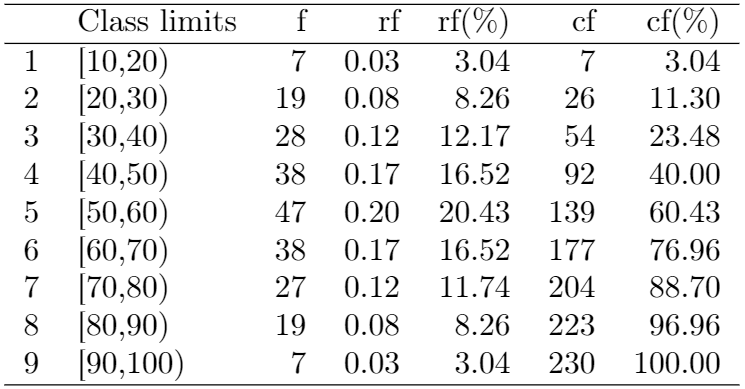 Class limits f rf rf(%) cf cf(%)
1 [10,20) 7 0.03 3.04 7 3.04
2 [20,30) 19 0.08 8.26 26 11.30
3 [30,40) 28 0.12 12.17 54 23.48
4 [40,50) 38 0.17 16.52 92 40.00
5 [50,60) 47 0.20 20.43 139 60.43
6 [60,70) 38 0.17 16.52 177 76.96
7 [70,80) 27 0.12 11.74 204 88.70
8 [80,90) 19 0.08 8.26 223 96.96
9 [90,100) 7 0.03 3.04 230 100.00